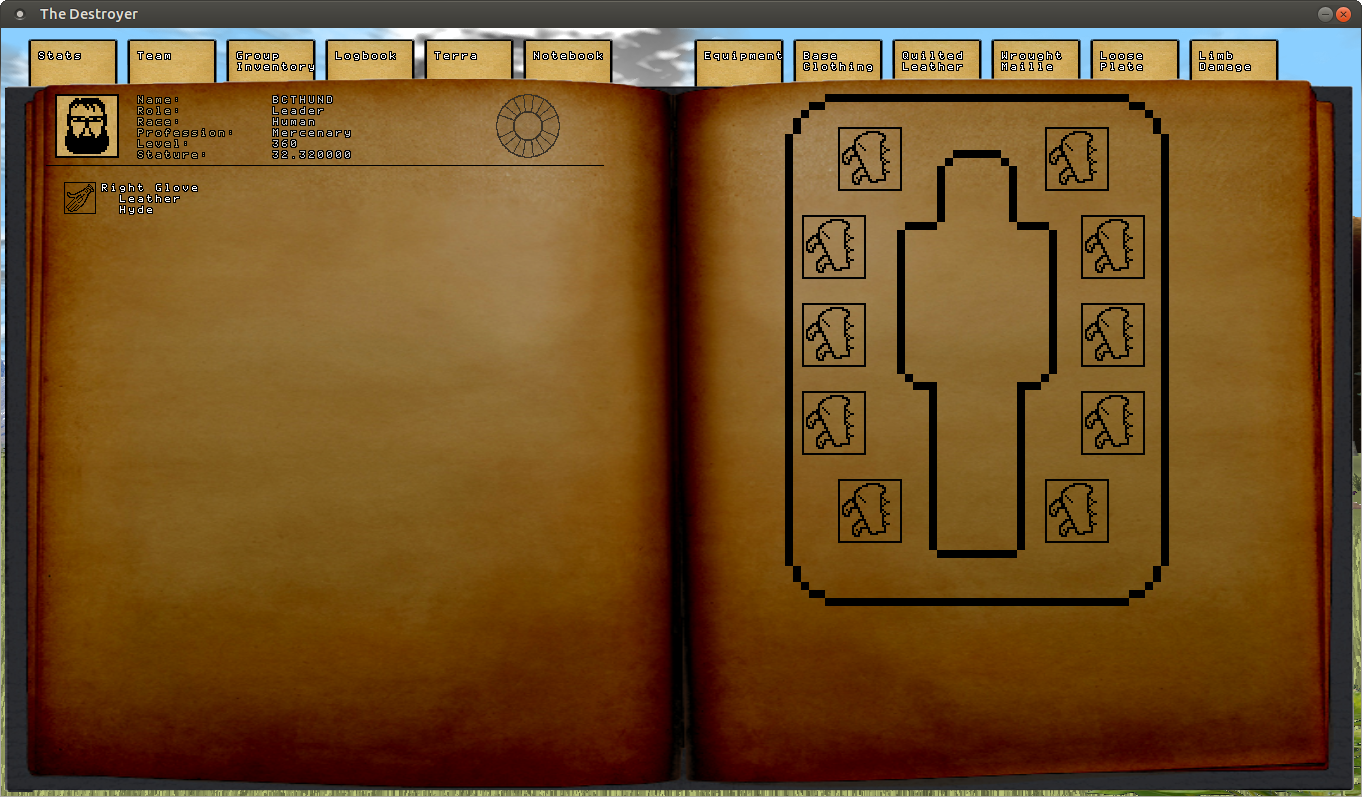 The Destroyer
Stats
Team
Group
Inventory
Logbook
Terra
Notebook
Equipment
Base
Clothing
Quilted
Leather
Wrought
Maille
Loose
Plate
Limb
Damage
Name: BCTHUND
Role: Leader
Race: Human
Profession: Mercenary
Level: 360
Stature: 32.320000
Right Glove
Leather
Hyde